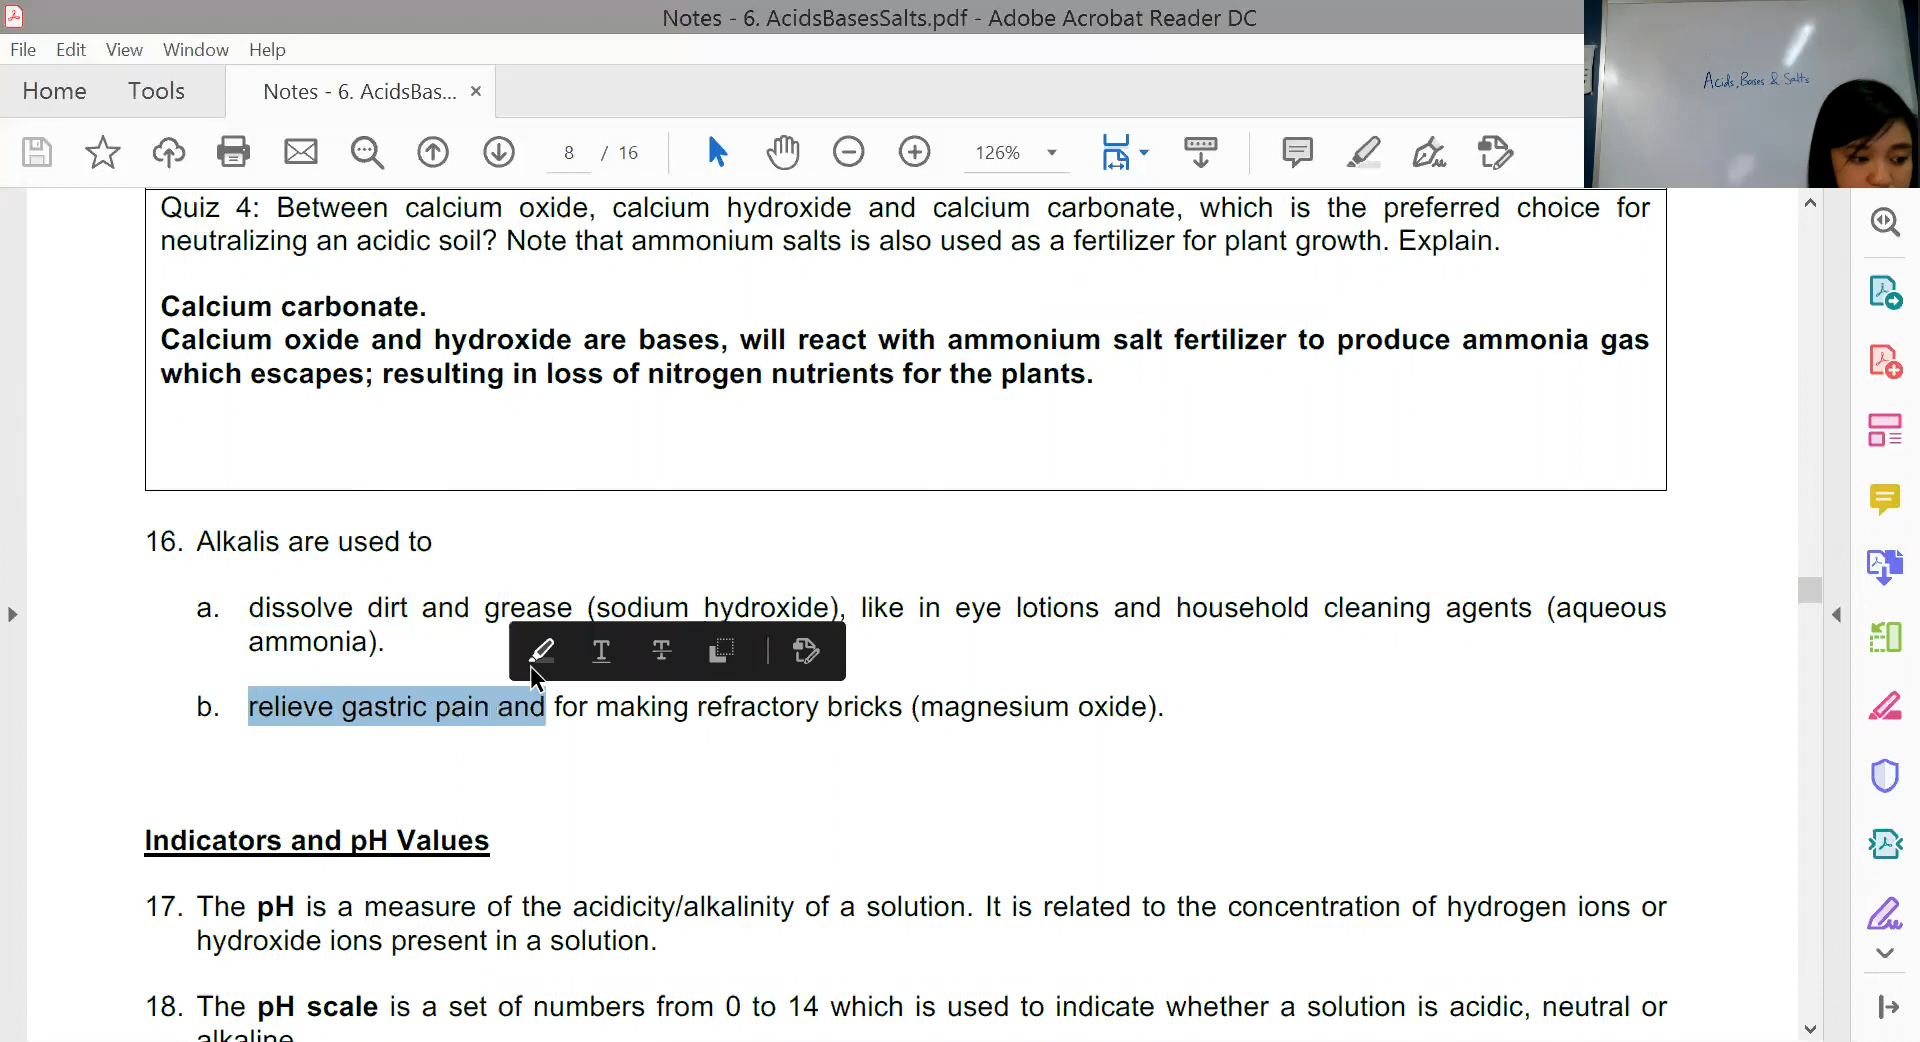 Notes - 6. AcidsBasesSalts.pdf - Adobe Acrobat Reader DC
File Edit View Window Help
Home Tools Notes - 6. AcidsBas... ×
8 / 16 126%
Acids, Bases & Salts
Quiz 4: Between calcium oxide, calcium hydroxide and calcium carbonate, which is the preferred choice for
neutralizing an acidic soil? Note that ammonium salts is also used as a fertilizer for plant growth. Explain.
Calcium carbonate.
Calcium oxide and hydroxide are bases, will react with ammonium salt fertilizer to produce ammonia gas
which escapes; resulting in loss of nitrogen nutrients for the plants.
16. Alkalis are used to
a. dissolve dirt and grease (sodium hydroxide), like in eye lotions and household cleaning agents (aqueous
ammonia).
b. relieve gastric pain and for making refractory bricks (magnesium oxide).
Indicators and pH Values
17. The pH is a measure of the acidicity/alkalinity of a solution. It is related to the concentration of hydrogen ions or
hydroxide ions present in a solution.
18. The pH scale is a set of numbers from 0 to 14 which is used to indicate whether a solution is acidic, neutral or
alkaline